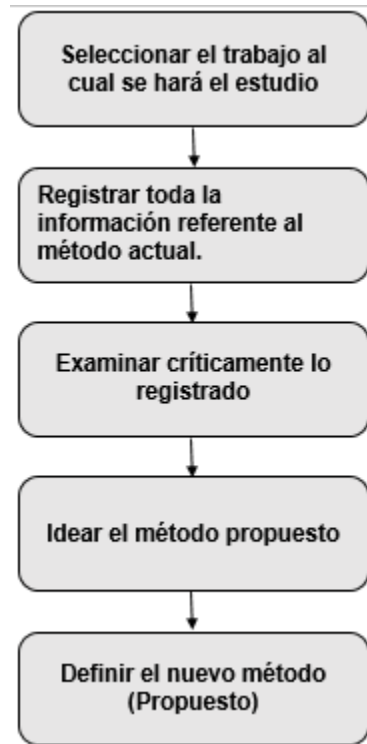 Seleccionar el trabajo al
cual se hará el estudio
Registrar toda la
información referente al
método actual.
Examinar críticamente lo
registrado
Idear el método propuesto
Definir el nuevo método
(Propuesto)